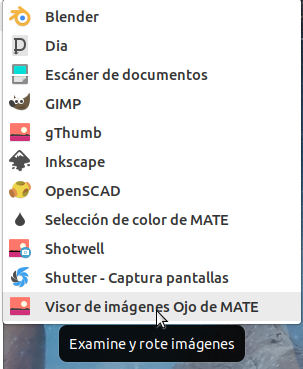 Blender
Dia
Escáner de documentos
GIMP
gThumb
Inkscape
OpenSCAD
Selección de color de MATE
Shotwell
Shutter - Captura pantallas
Visor de imágenes Ojo de MATE
Examine y rote imágenes